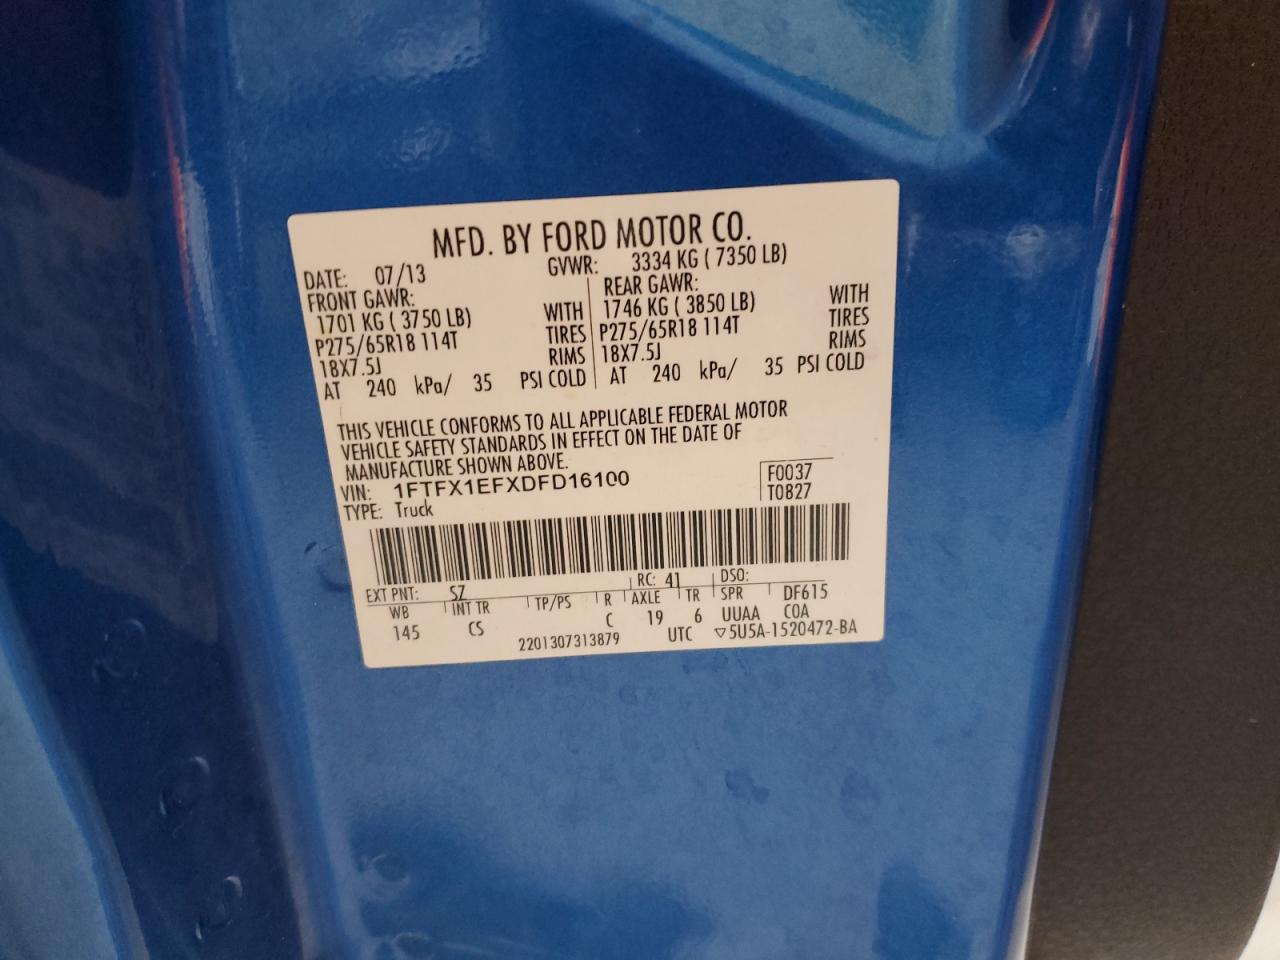 MFD. BY FORD MOTOR CO.
DATE: 07/13 GVWR: 3334 KG ( 7350 LB)
FRONT GAWR: REAR GAWR:
1701 KG ( 3750 LB) WITH 1746 KG ( 3850 LB) WITH
P275/65R18 114T TIRES P275/65R18 114T TIRES
18X7.5J RIMS 18X7.5J RIMS
AT 240 kPa/ 35 PSI COLD AT 240 kPa/ 35 PSI COLD
THIS VEHICLE CONFORMS TO ALL APPLICABLE FEDERAL MOTOR
VEHICLE SAFETY STANDARDS IN EFFECT ON THE DATE OF
MANUFACTURE SHOWN ABOVE.
VIN: 1FTFX1EFXDFD16100 F0037
TYPE: Truck T0827
EXT PNT: SZ RC: 41 DSO:
WB INT TR TP/PS R AXLE TR SPR DF615
145 CS C 19 6 UUAA COA
2201307313879 UTC ▽5U5A-1520472-BA